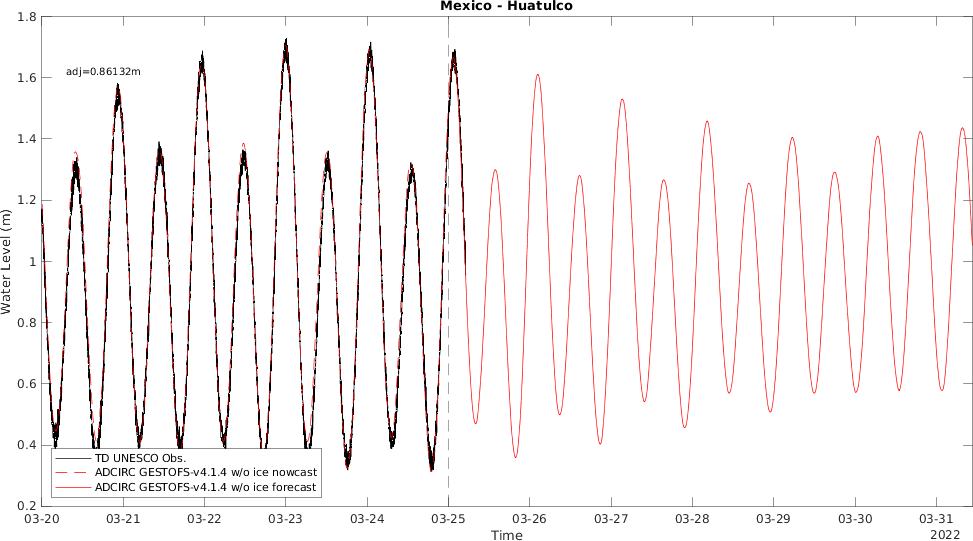 Mexico - Huatulco
1.8
1.6
1.4
1.2
1
0.8
0.6
0.4
0.2
Water Level (m)
adj=0.86132m
TD UNESCO Obs.
ADCIRC GESTOFS-v4.1.4 w/o ice nowcast
ADCIRC GESTOFS-v4.1.4 w/o ice forecast
03-20 03-21 03-22 03-23 03-24 03-25 03-26 03-27 03-28 03-29 03-30 03-31
Time
2022